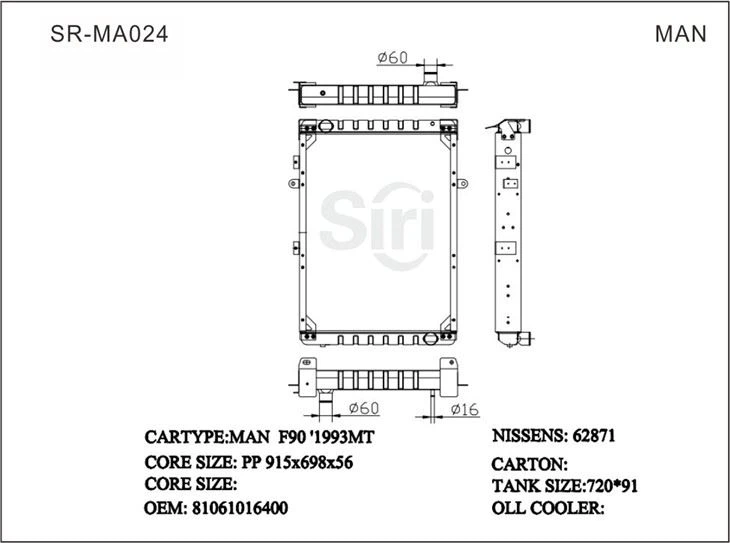 SR-MA024
MAN
Ø60
Siri
Ø60
Ø16
CARTYPE:MAN F90 '1993MT
NISSENS: 62871
CORE SIZE: PP 915x698x56
CARTON:
CORE SIZE:
TANK SIZE:720*91
OEM: 81061016400
OLL COOLER: